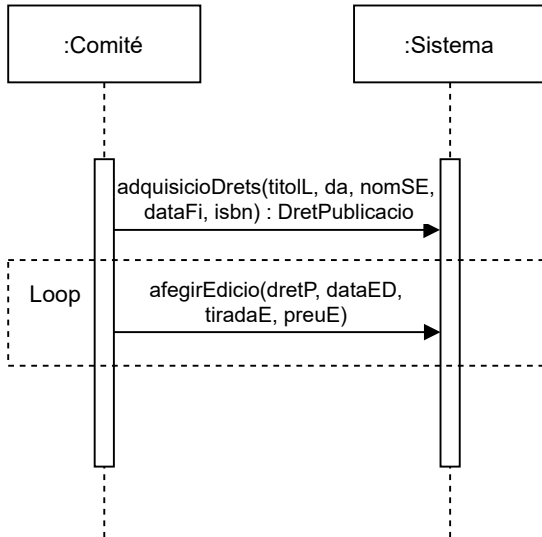 :Comité
:Sistema
adquisicioDrets(titolL, da, nomSE,
dataFi, isbn) : DretPublicacio
Loop
afegirEdicio(dretP, dataED,
tiradaE, preuE)